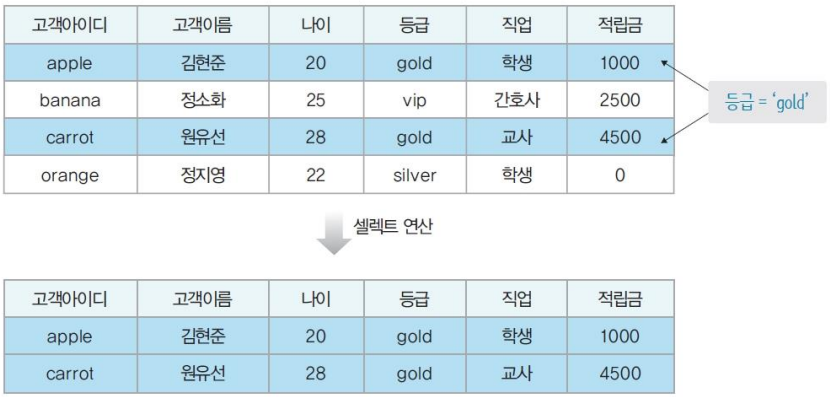 고객아이디 고객이름 나이 등급 직업 적립금
apple 김현준 20 gold 학생 1000
banana 정소화 25 vip 간호사 2500
carrot 원유선 28 gold 교사 4500
orange 정지영 22 silver 학생 0
등급 = ‘gold’
셀렉트 연산
고객아이디 고객이름 나이 등급 직업 적립금
apple 김현준 20 gold 학생 1000
carrot 원유선 28 gold 교사 4500